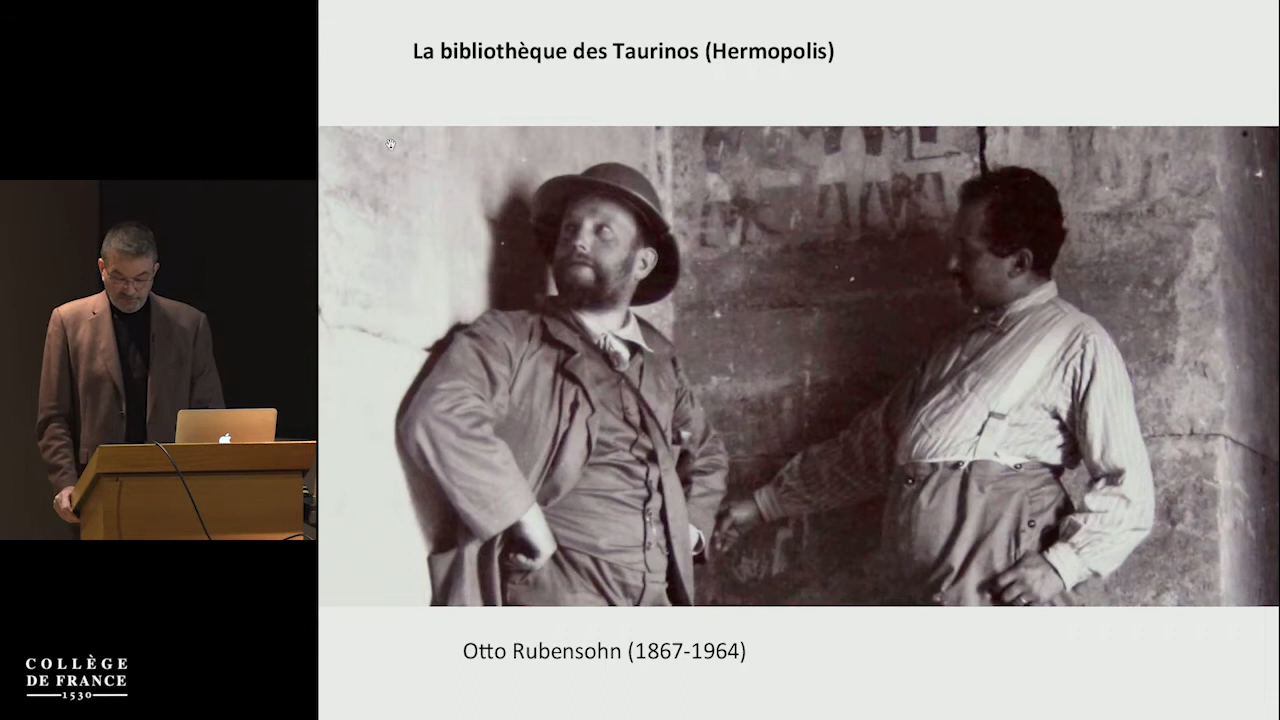 La bibliothèque des Taurinos (Hermopolis)
Otto Rubensohn (1867-1964)
COLLÈGE
DE FRANCE
1530